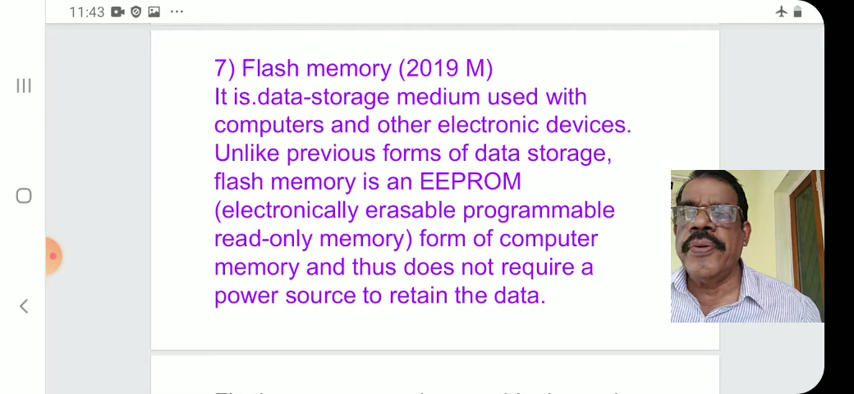 11:43
7) Flash memory (2019 M)
It is.data-storage medium used with
computers and other electronic devices.
Unlike previous forms of data storage,
flash memory is an EEPROM
(electronically erasable programmable
read-only memory) form of computer
memory and thus does not require a
power source to retain the data.